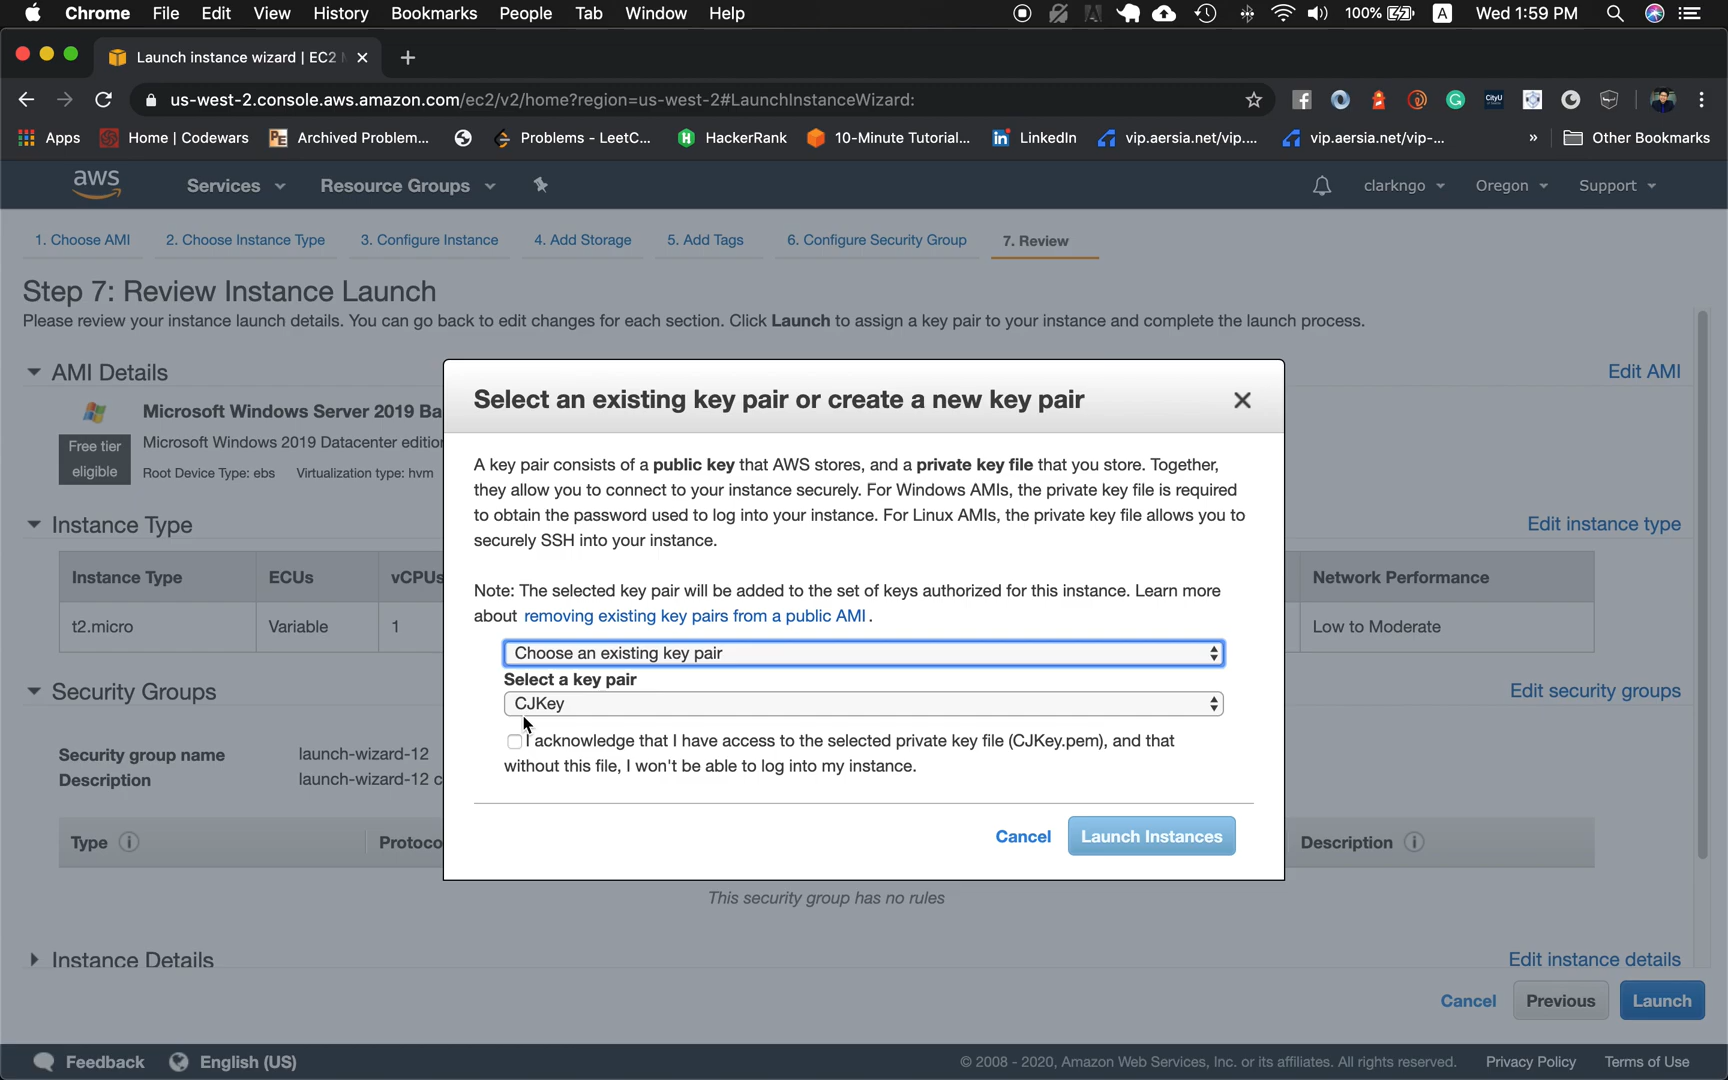 Chrome File Edit View History Bookmarks People Tab Window Help 100% A Wed 1:59 PM
Launch instance wizard | EC2
us-west-2.console.aws.amazon.com/ec2/v2/home?region=us-west-2#LaunchInstanceWizard:
Apps Home | Codewars Archived Problem... Problems - LeetC... HackerRank 10-Minute Tutorial... LinkedIn vip.aersia.net/vip.... vip.aersia.net/vip-... » Other Bookmarks
aws Services Resource Groups clarkngo Oregon Support
1. Choose AMI 2. Choose Instance Type 3. Configure Instance 4. Add Storage 5. Add Tags 6. Configure Security Group 7. Review
Step 7: Review Instance Launch
Please review your instance launch details. You can go back to edit changes for each section. Click Launch to assign a key pair to your instance and complete the launch process.
AMI Details Edit AMI
Microsoft Windows Server 2019 Ba
Free tier eligible
Microsoft Windows 2019 Datacenter edition
Root Device Type: ebs Virtualization type: hvm
Instance Type Edit instance type
Instance Type ECUs vCPUs Network Performance
t2.micro Variable 1 Low to Moderate
Security Groups Edit security groups
Security group name launch-wizard-12
Description launch-wizard-12 c
Type Protoco Description
This security group has no rules
Instance Details Edit instance details
Cancel Previous Launch
Select an existing key pair or create a new key pair
A key pair consists of a public key that AWS stores, and a private key file that you store. Together,
they allow you to connect to your instance securely. For Windows AMIs, the private key file is required
to obtain the password used to log into your instance. For Linux AMIs, the private key file allows you to
securely SSH into your instance.
Note: The selected key pair will be added to the set of keys authorized for this instance. Learn more
about removing existing key pairs from a public AMI.
Choose an existing key pair
Select a key pair
CJKey
I acknowledge that I have access to the selected private key file (CJKey.pem), and that
without this file, I won't be able to log into my instance.
Cancel Launch Instances
Feedback English (US) © 2008 - 2020, Amazon Web Services, Inc. or its affiliates. All rights reserved. Privacy Policy Terms of Use